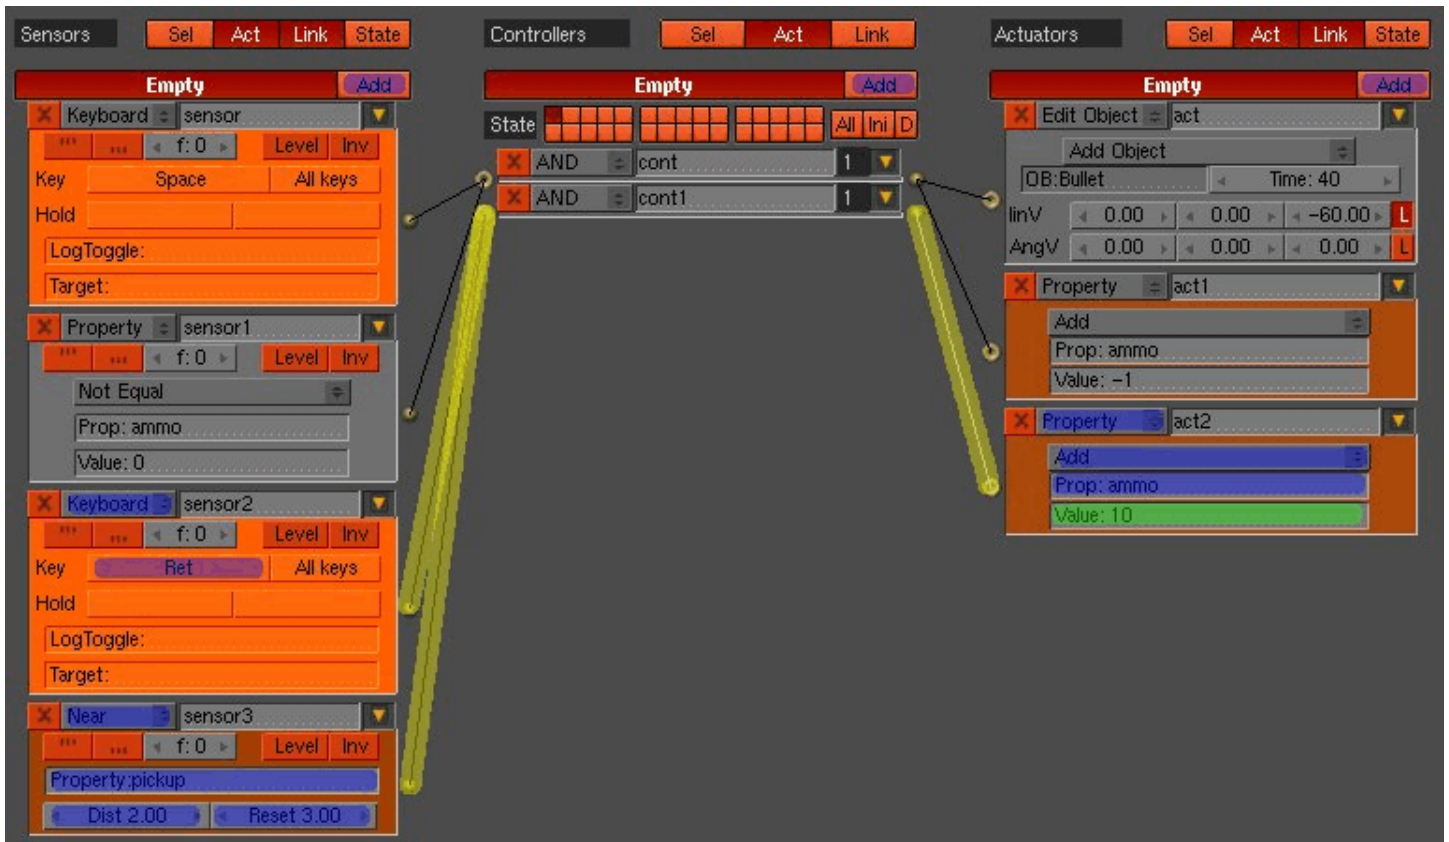 Sensors Sel Act Link State
Empty Add
Keyboard sensor
f: 0 Level Inv
Key Space All keys
Hold
LogToggle:
Target:
Property sensor1
f: 0 Level Inv
Not Equal
Prop: ammo
Value: 0
Keyboard sensor2
f: 0 Level Inv
Key Ret All keys
Hold
LogToggle:
Target:
Near sensor3
f: 0 Level Inv
Property:pickup
Dist 2.00 Reset 3.00
Controllers Sel Act Link
Empty Add
State All Ini D
AND cont 1
AND cont1 1
Actuators Sel Act Link State
Empty Add
Edit Object act
Add Object
OB:Bullet Time: 40
linV 0.00 0.00 -60.00 L
AngV 0.00 0.00 0.00 L
Property act1
Add
Prop: ammo
Value: -1
Property act2
Add
Prop: ammo
Value: 10